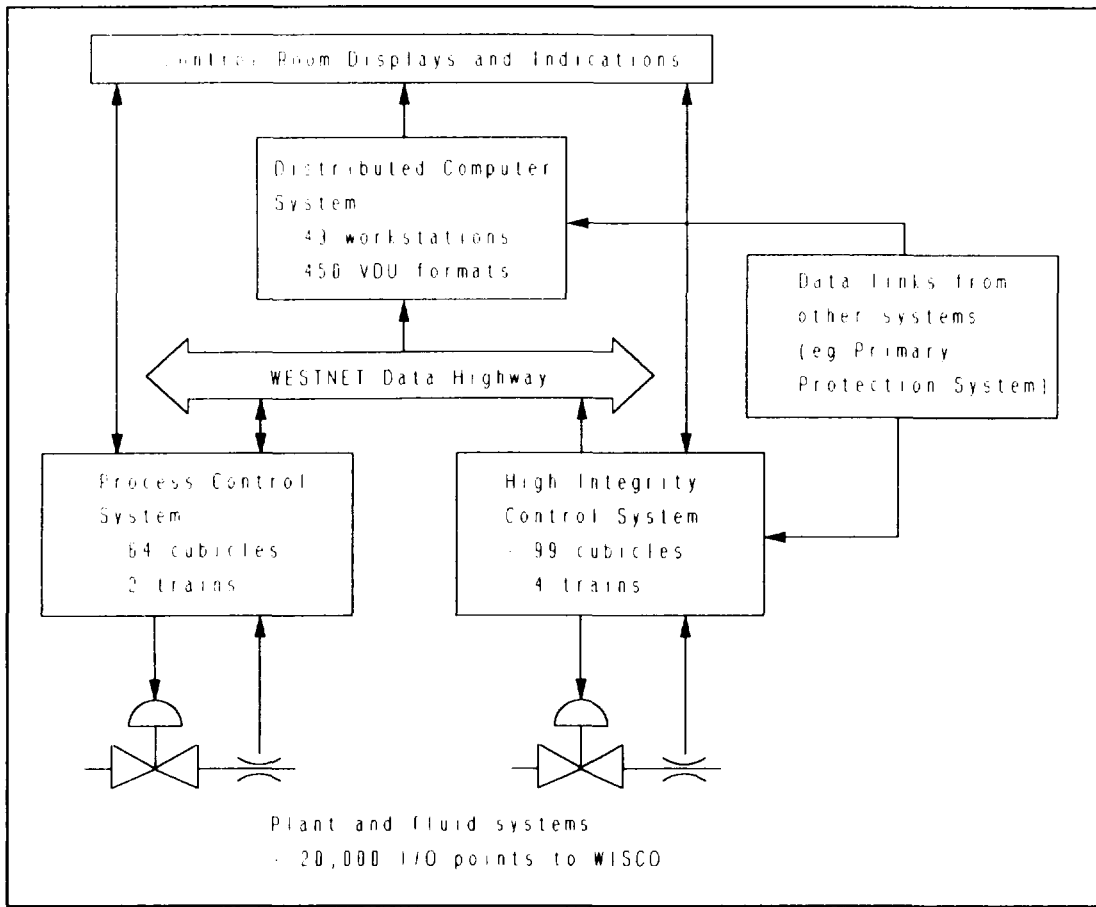 Control Room Displays and Indications
Distributed Computer
System
workstations
450 VDU formats
Data links from
other systems
(eg Primary
Protection System)
WESTNET Data Highway
Process Control
System
64 cubicles
2 trains
High Integrity
Control System
- 99 cubicles
4 trains
Plant and fluid systems
- 20,000 I/O points to WISCO